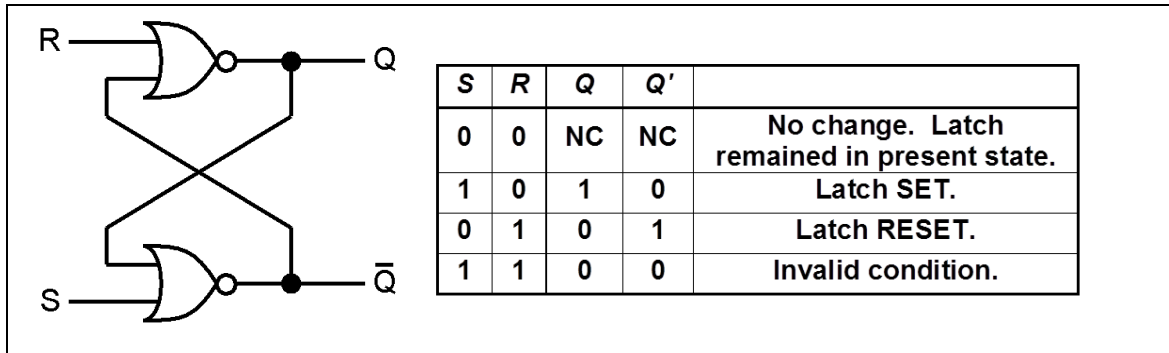 R
Q
S
Q̅
S R Q Q'
0 0 NC NC No change. Latch
remained in present state.
1 0 1 0 Latch SET.
0 1 0 1 Latch RESET.
1 1 0 0 Invalid condition.